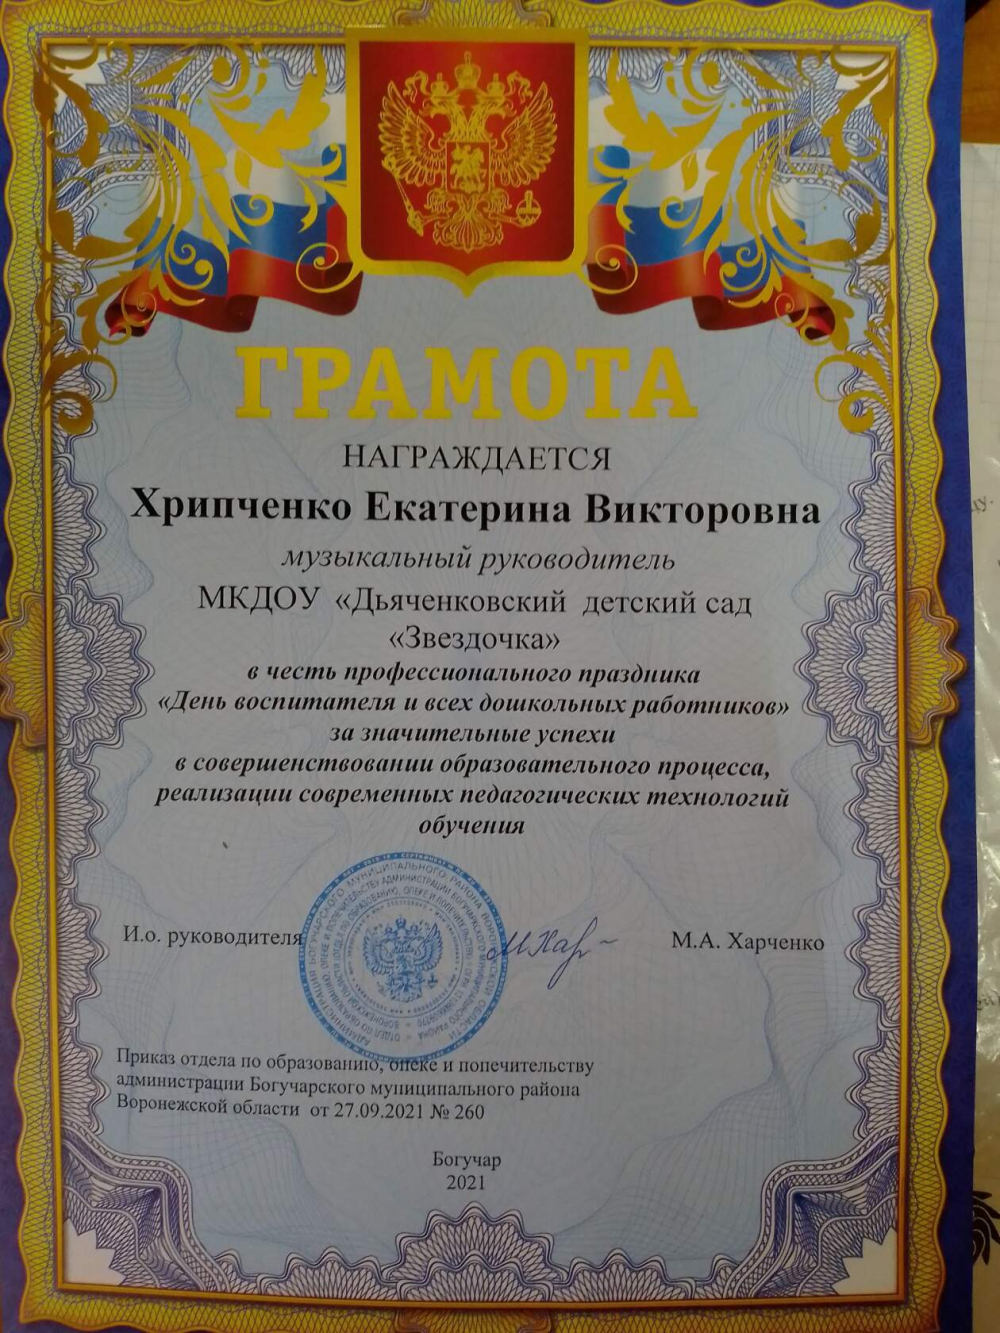 ГРАМОТА
НАГРАЖДАЕТСЯ
Хрипченко Екатерина Викторовна
музыкальный руководитель
МКДОУ «Дьяченковский детский сад
«Звездочка»
в честь профессионального праздника
«День воспитателя и всех дошкольных работников»
за значительные успехи
в совершенствовании образовательного процесса,
реализации современных педагогических технологий
обучения
И.о. руководителя
М.А. Харченко
Приказ отдела по образованию, опеке и попечительству
администрации Богучарского муниципального района
Воронежской области от 27.09.2021 № 260
Богучар
2021